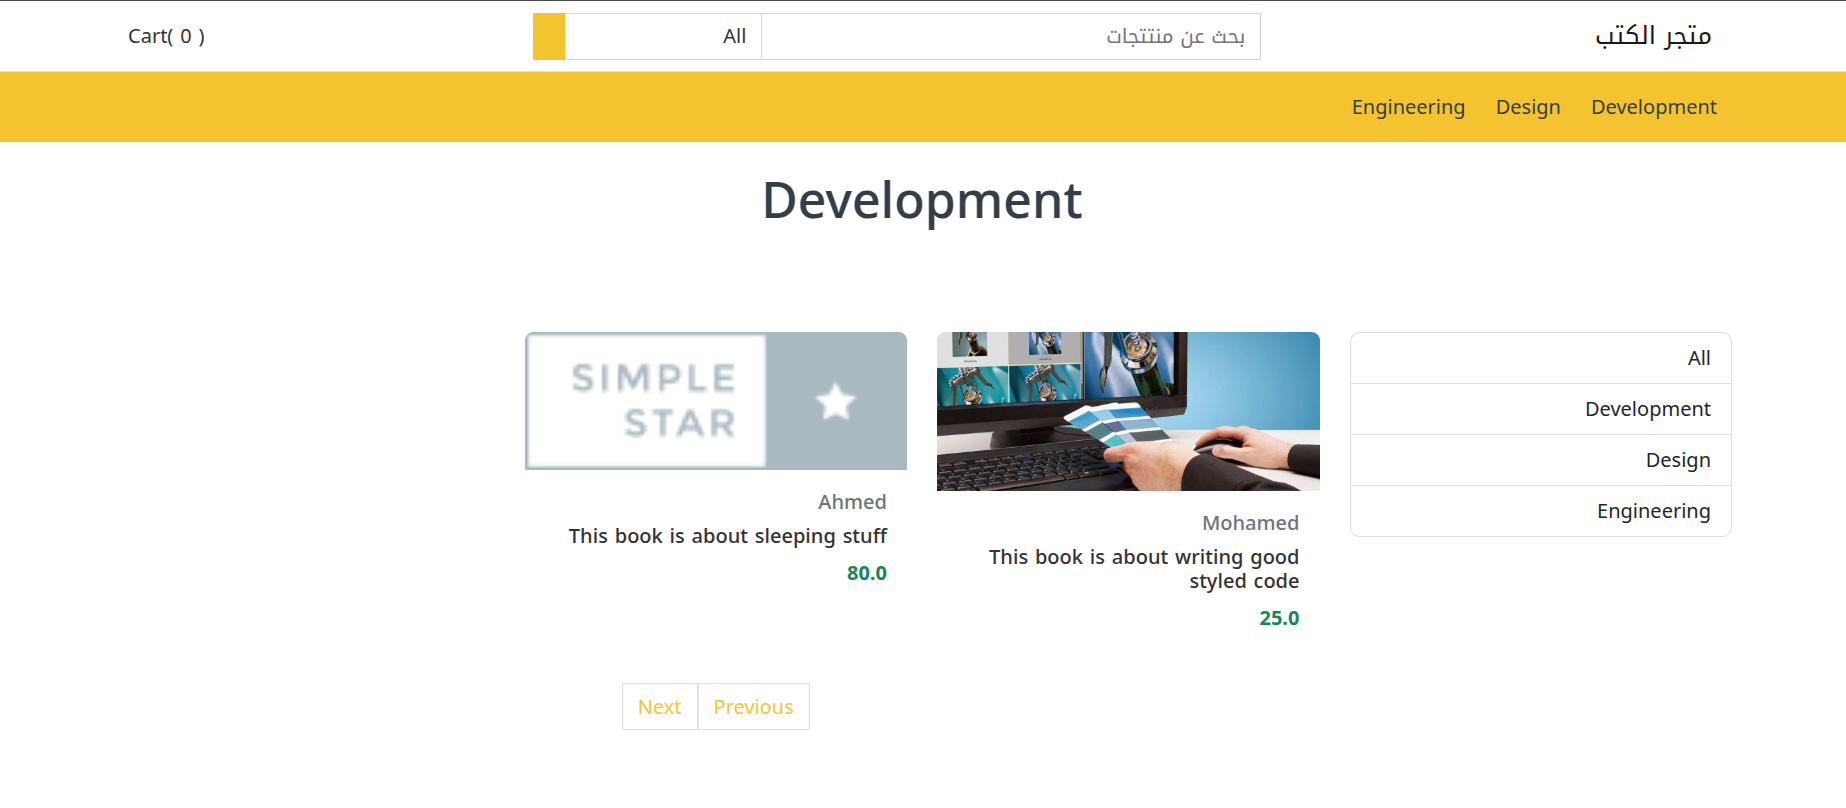 متجر الكتب
بحث عن منتتجات
All
Cart( 0 )
Development
Design
Engineering
Development
All
Development
Design
Engineering
Mohamed
This book is about writing good
styled code
25.0
SIMPLE
STAR
Ahmed
This book is about sleeping stuff
80.0
Previous
Next